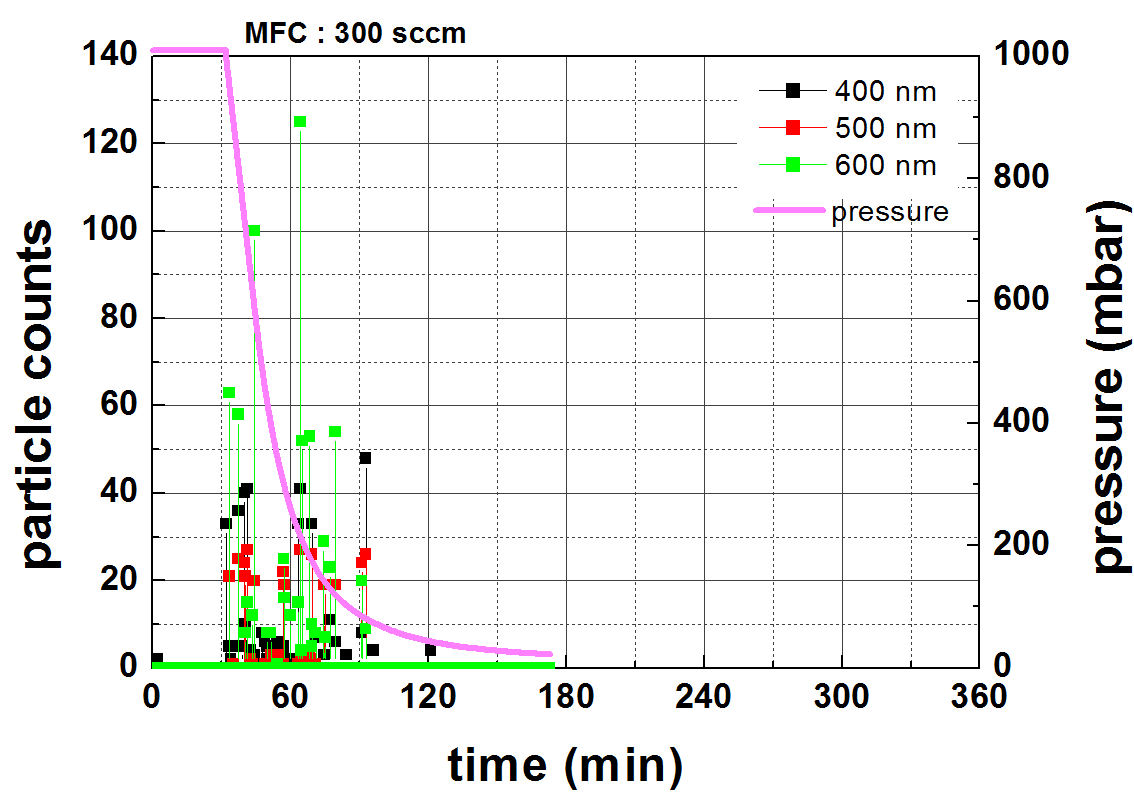 MFC : 300 sccm
140
120
100
80
60
40
20
0
1000
800
600
400
200
0
400 nm
500 nm
600 nm
pressure
particle counts
pressure (mbar)
0 60 120 180 240 300 360
time (min)